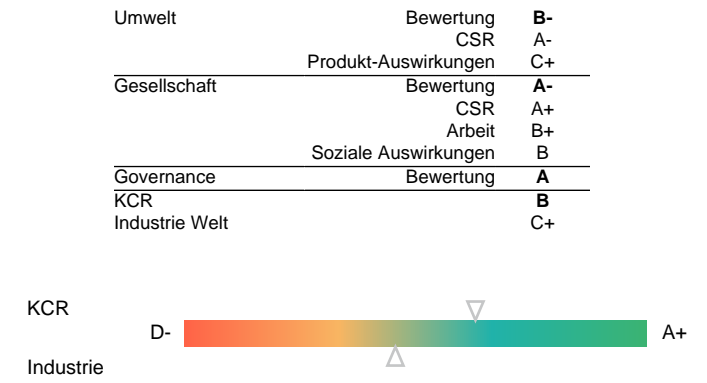 Umwelt Bewertung B-
CSR A-
Produkt-Auswirkungen C+
Gesellschaft Bewertung A-
CSR A+
Arbeit B+
Soziale Auswirkungen B
Governance Bewertung A
KCR B
Industrie Welt C+
KCR
D- A+
Industrie